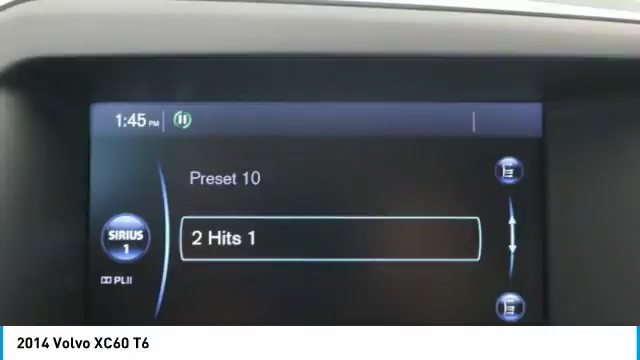 1:45 PM
Preset 10
SIRIUS
1
2 Hits 1
PLII
2014 Volvo XC60 T6